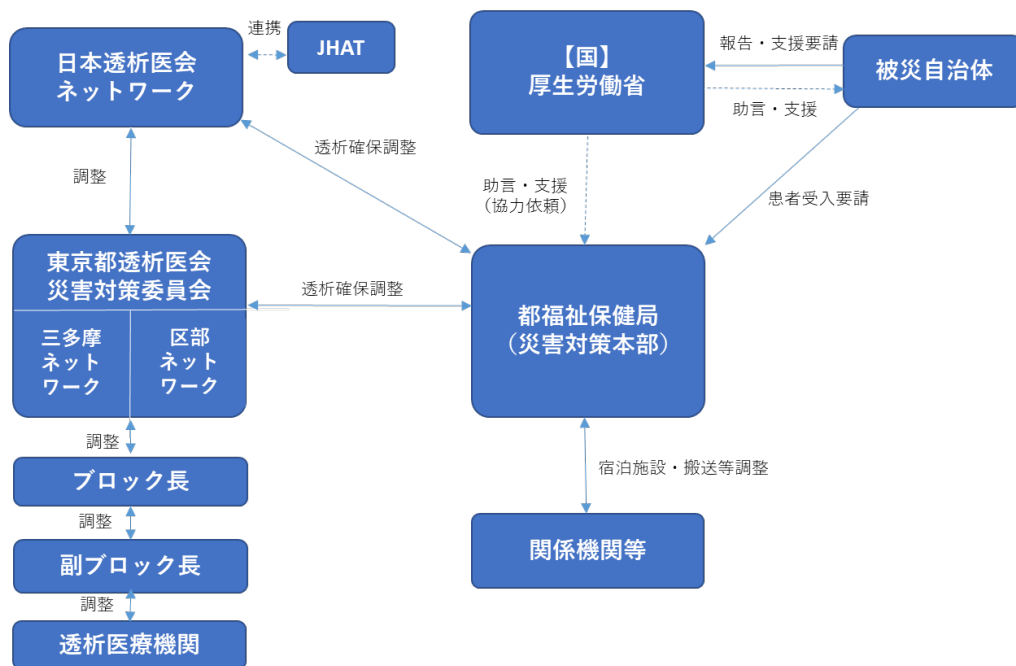 連携
JHAT
日本透析医会
ネットワーク
【国】
厚生労働省
報告・支援要請
被災自治体
助言・支援
透析確保調整
調整
助言・支援
（協力依頼）
患者受入要請
東京都透析医会
災害対策委員会
透析確保調整
都福祉保健局
（災害対策本部）
三多摩
ネット
ワーク
区部
ネット
ワーク
調整
ブロック長
宿泊施設・搬送等調整
調整
副ブロック長
関係機関等
調整
透析医療機関